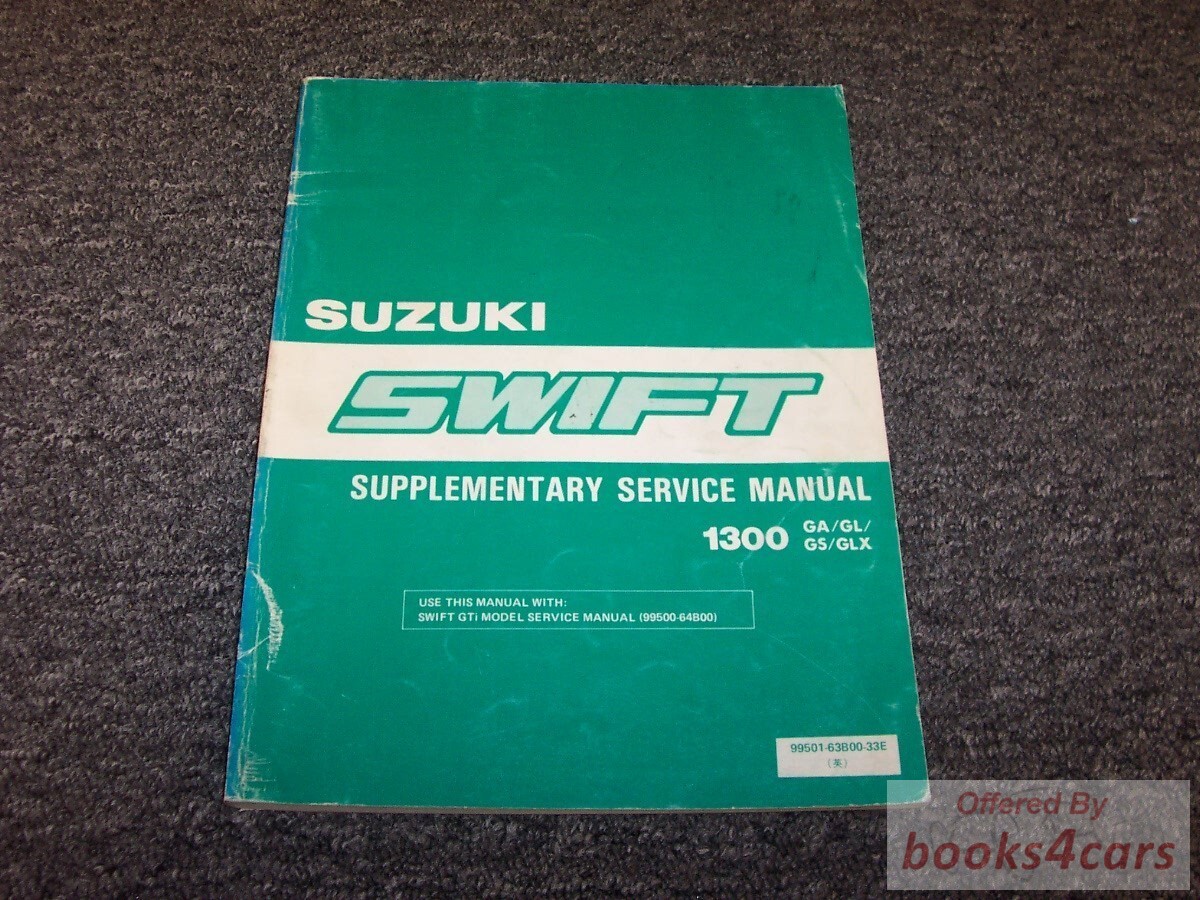 SUZUKI
SWIFT
SUPPLEMENTARY SERVICE MANUAL
1300 GA/GL/
GS/GLX
USE THIS MANUAL WITH:
SWIFT GTi MODEL SERVICE MANUAL (99500-64B00)
99501-63B00-33E
(英)
Offered By
books4cars